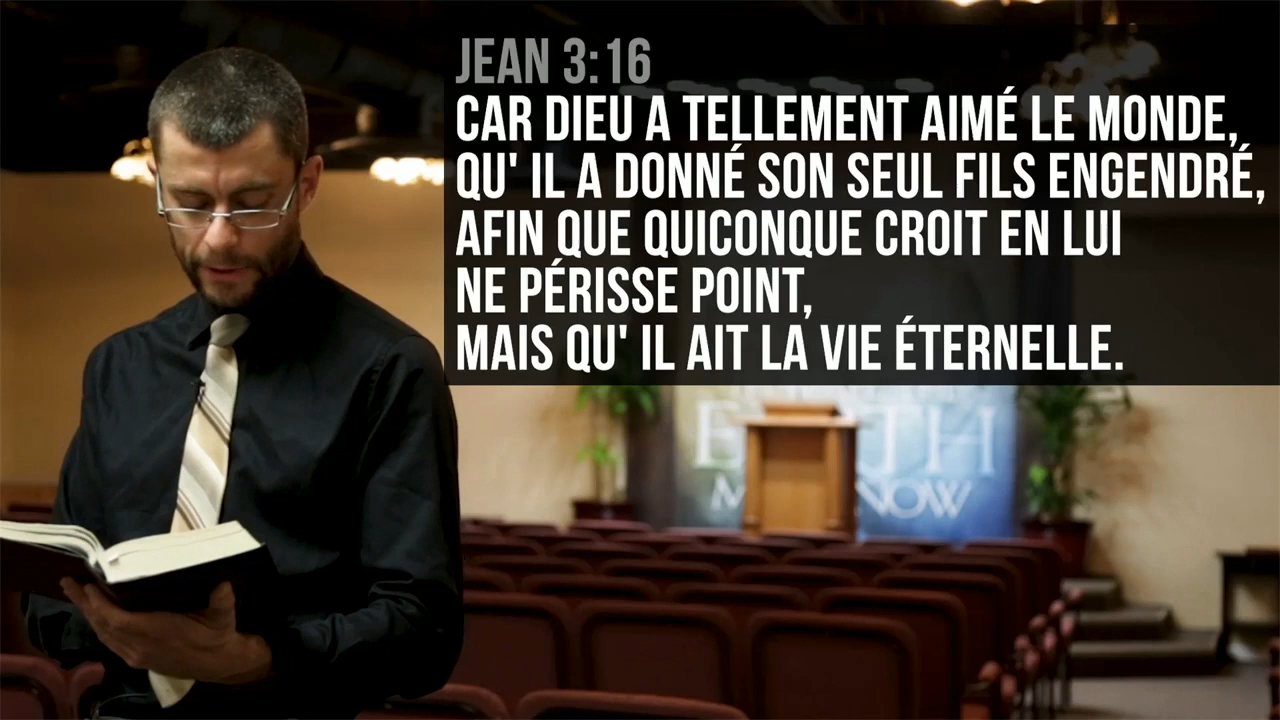 JEAN 3:16
CAR DIEU A TELLEMENT AIMÉ LE MONDE,
QU' IL A DONNÉ SON SEUL FILS ENGENDRÉ,
AFIN QUE QUICONQUE CROIT EN LUI
NE PÉRISSE POINT,
MAIS QU' IL AIT LA VIE ÉTERNELLE.
NOW